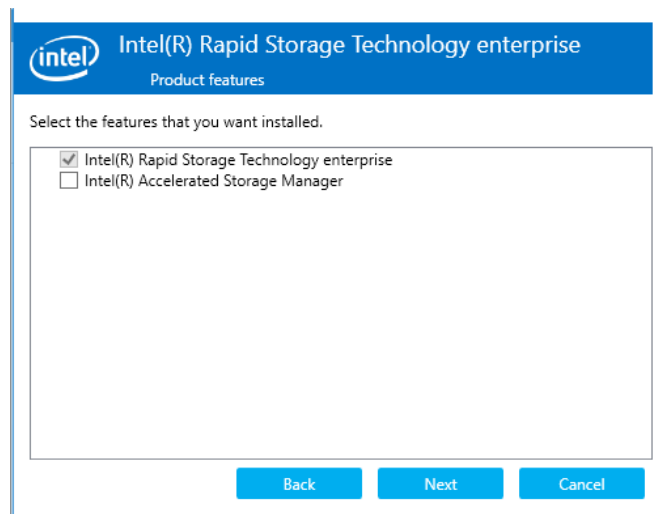 intel
Intel(R) Rapid Storage Technology enterprise
Product features
Select the features that you want installed.
Intel(R) Rapid Storage Technology enterprise
Intel(R) Accelerated Storage Manager
Back Next Cancel